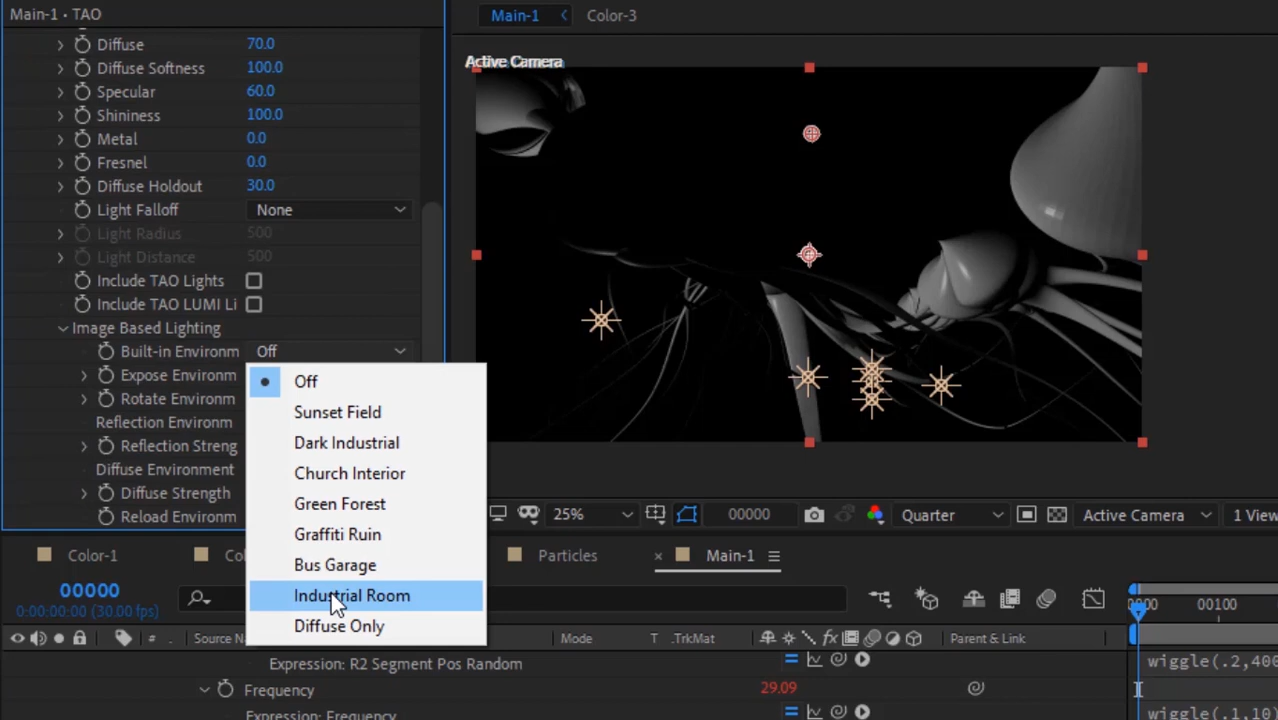 Main-1 • TAO
Main-1
Color-3
Diffuse 70.0
Diffuse Softness 100.0
Specular 60.0
Shininess 100.0
Metal 0.0
Fresnel 0.0
Diffuse Holdout 30.0
Light Falloff None
Light Radius 500
Light Distance 500
Include TAO Lights
Include TAO LUMI Li
Image Based Lighting
Built-in Environm Off
Expose Environm
Rotate Environm
Reflection Environm
Reflection Streng
Diffuse Environment
Diffuse Strength
Reload Environm
Off
Sunset Field
Dark Industrial
Church Interior
Green Forest
Graffiti Ruin
Bus Garage
Industrial Room
Diffuse Only
Active Camera
25%
00000
Quarter
Active Camera
1 View
Color-1
Co
Particles
× Main-1
00000
0:00:00:00 (30.00 fps)
0000 00100
# Source Na Mode T .TrkMat fx Parent & Link
Expression: R2 Segment Pos Random wiggle(.2,400
Frequency 29.09
Expression: Frequency wiggle(.1,10)